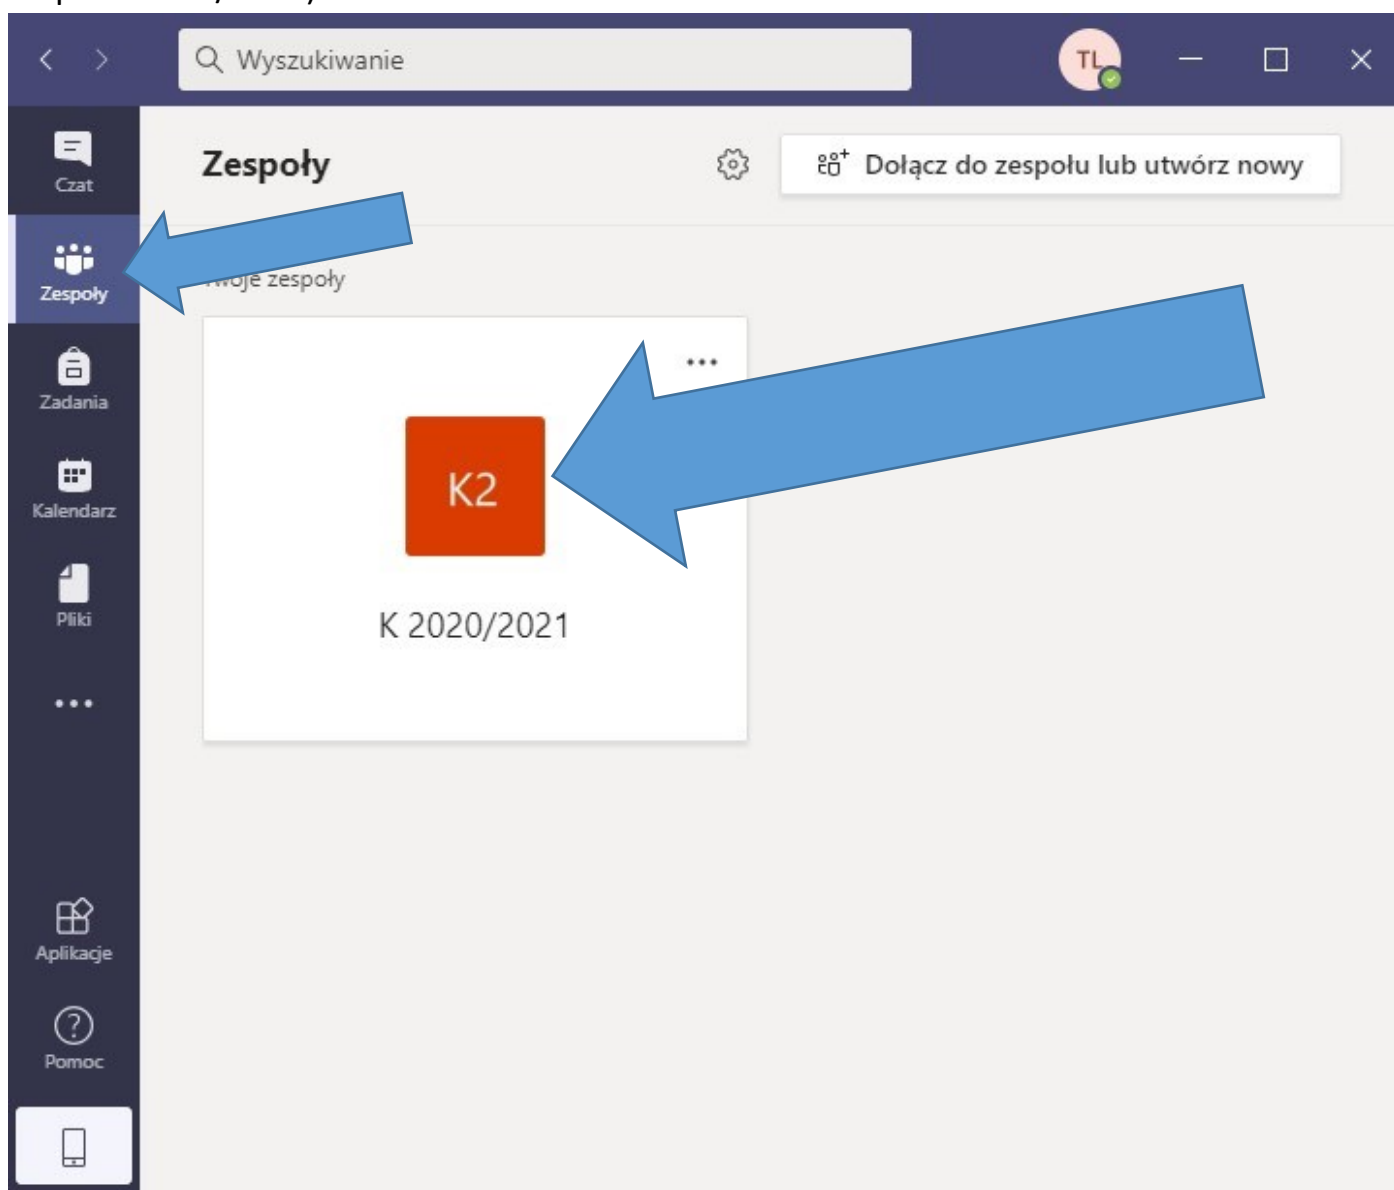 Wyszukiwanie
TL
Czat
Zespoły
Dołącz do zespołu lub utwórz nowy
Zespoły
Twoje zespoły
Zadania
K2
Kalendarz
K 2020/2021
Pliki
Aplikacje
Pomoc